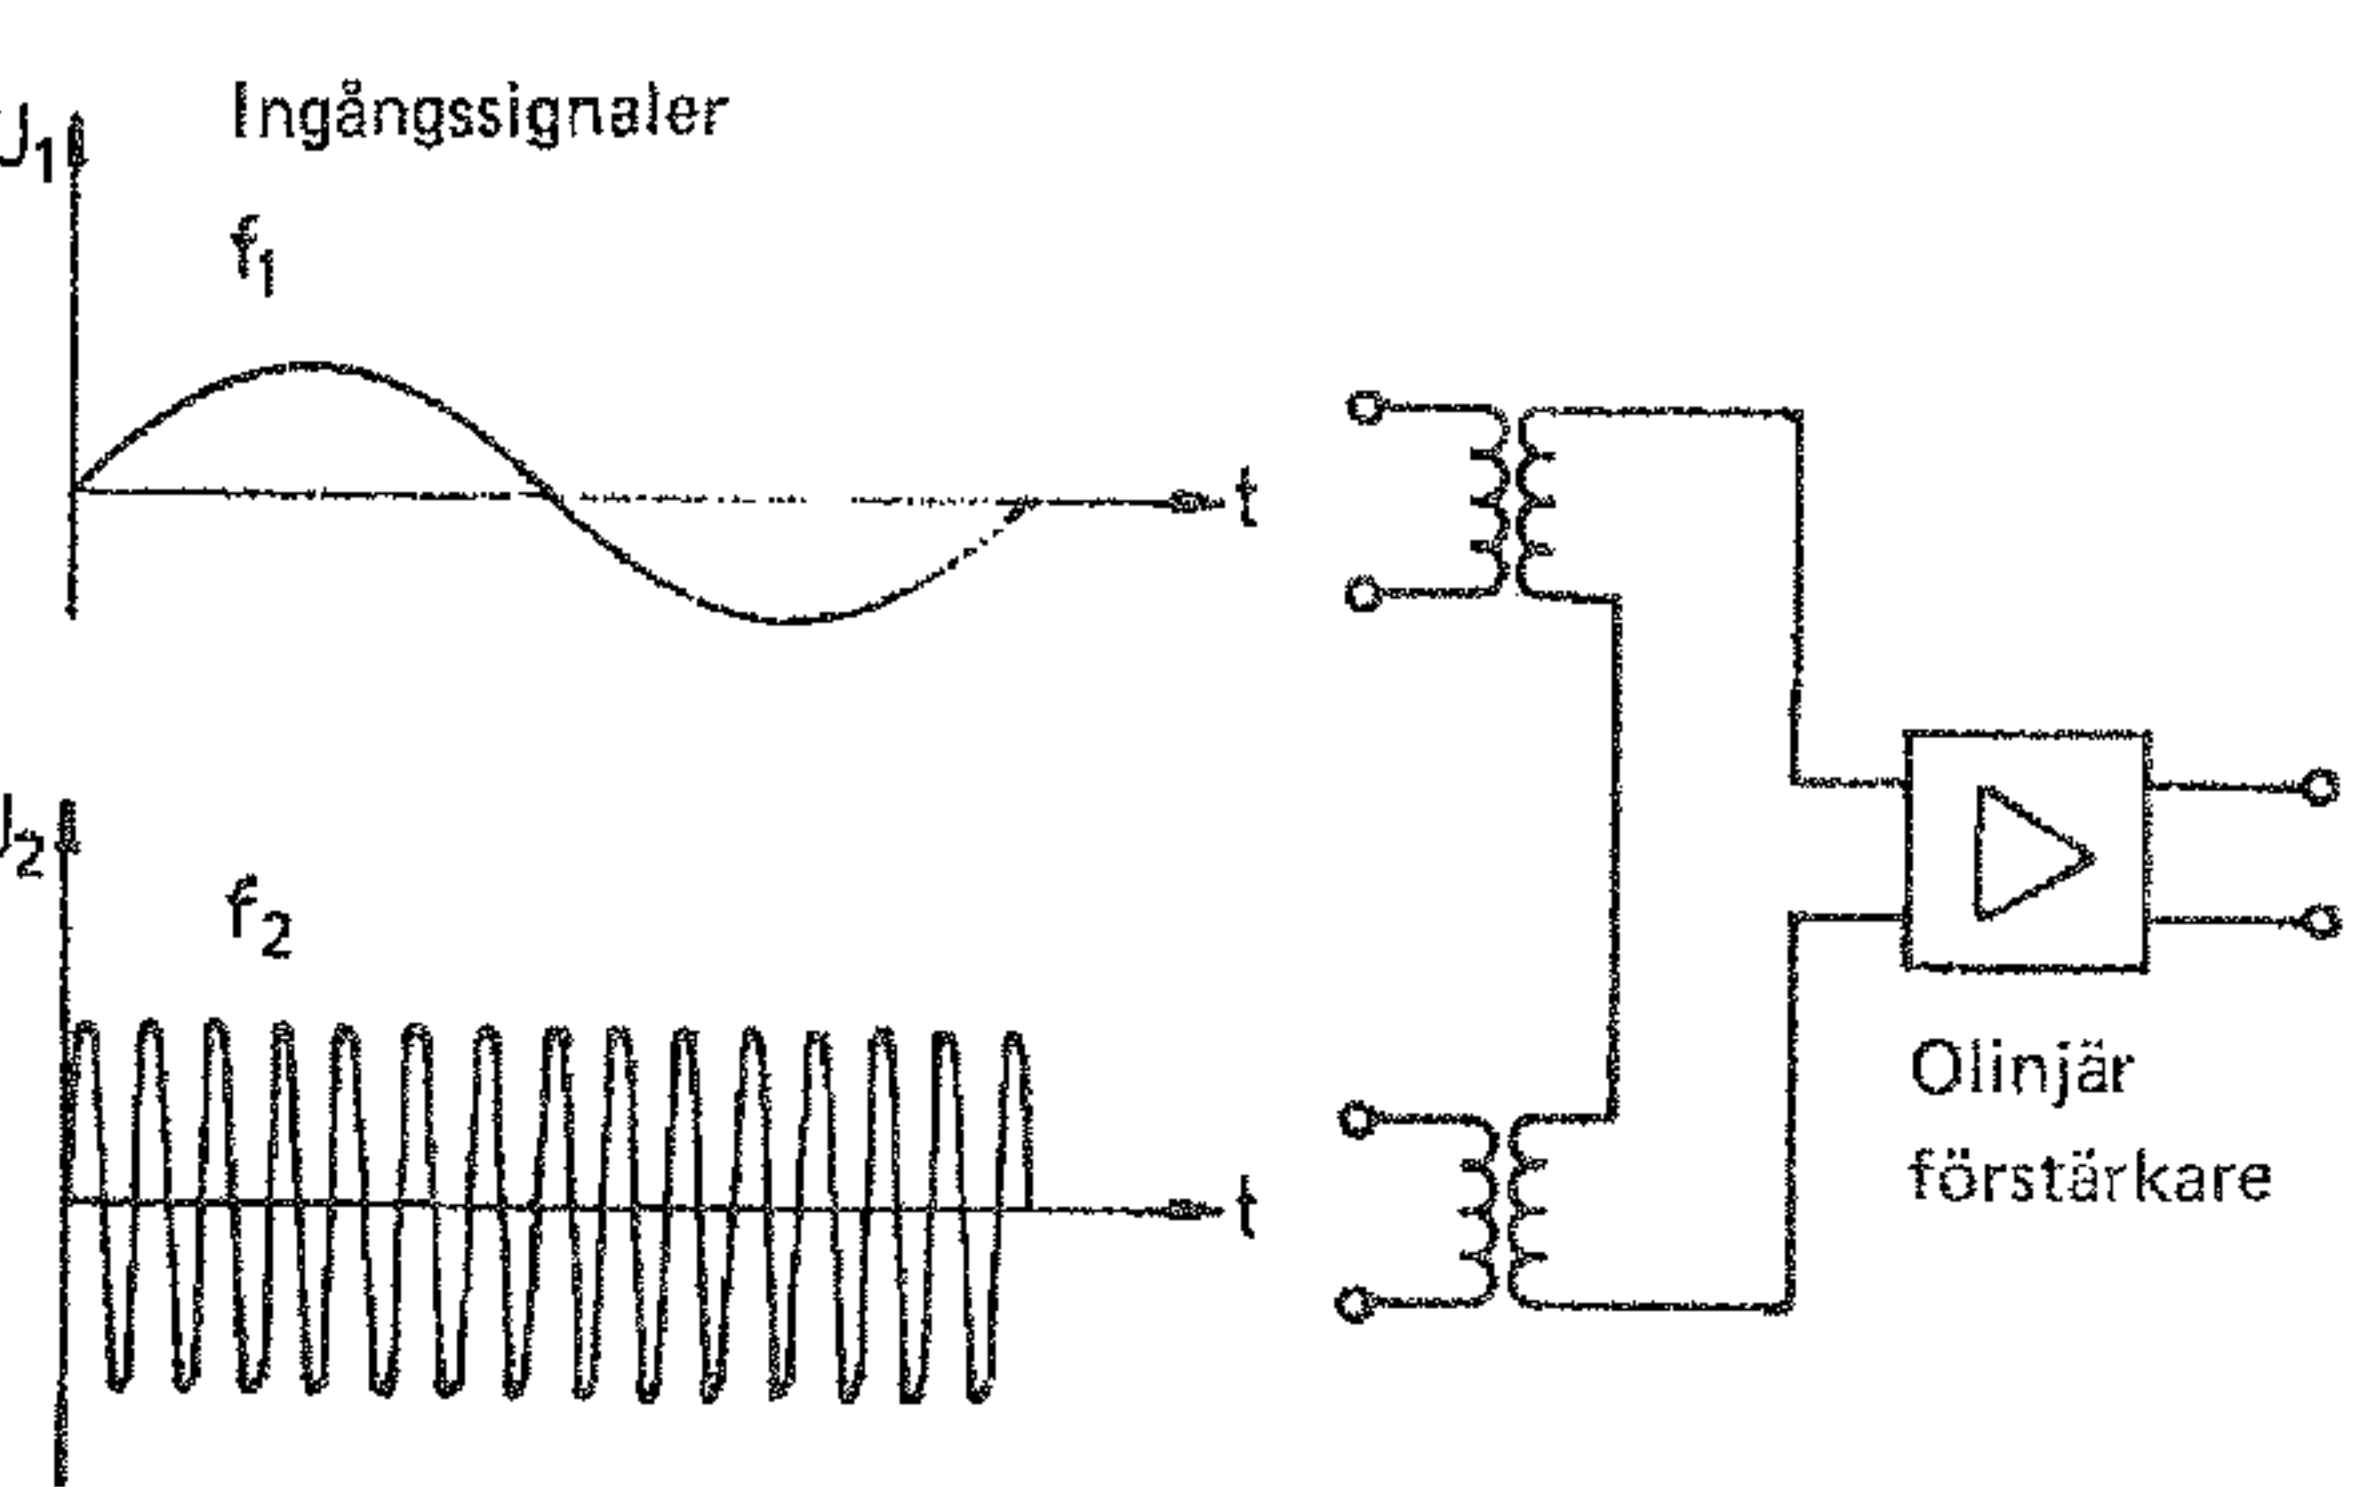 Ingångssignaler
U1
f1
t
U2
f2
t
Olinjär
förstärkare